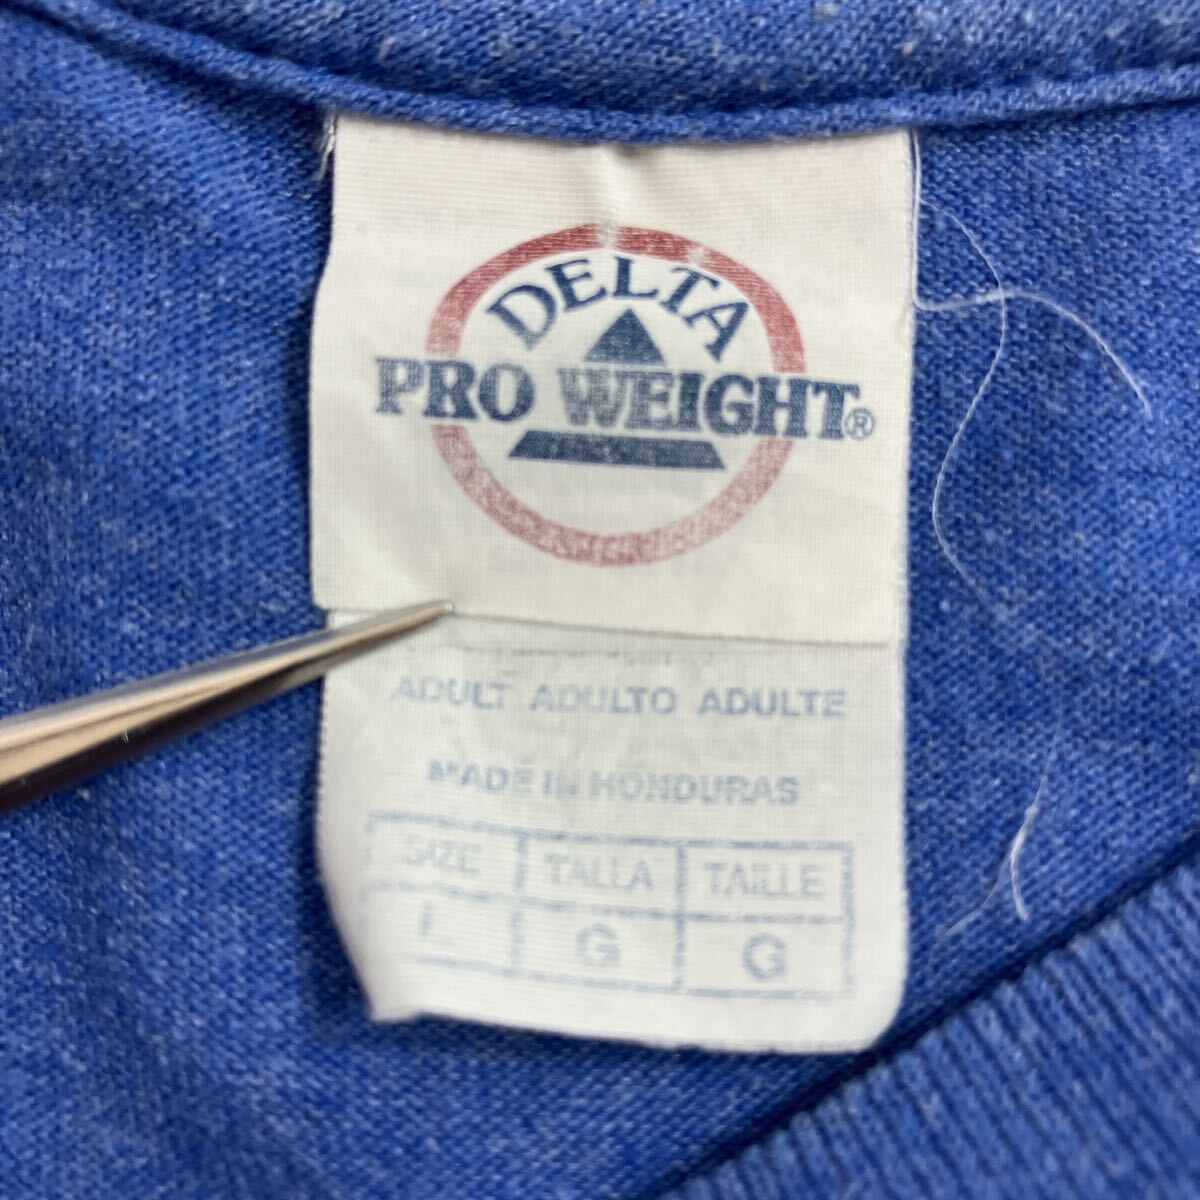 DELTA
PRO WEIGHT®
ADULT ADULTO ADULTE
MADE IN HONDURAS
SIZE TALLA TAILLE
L G G